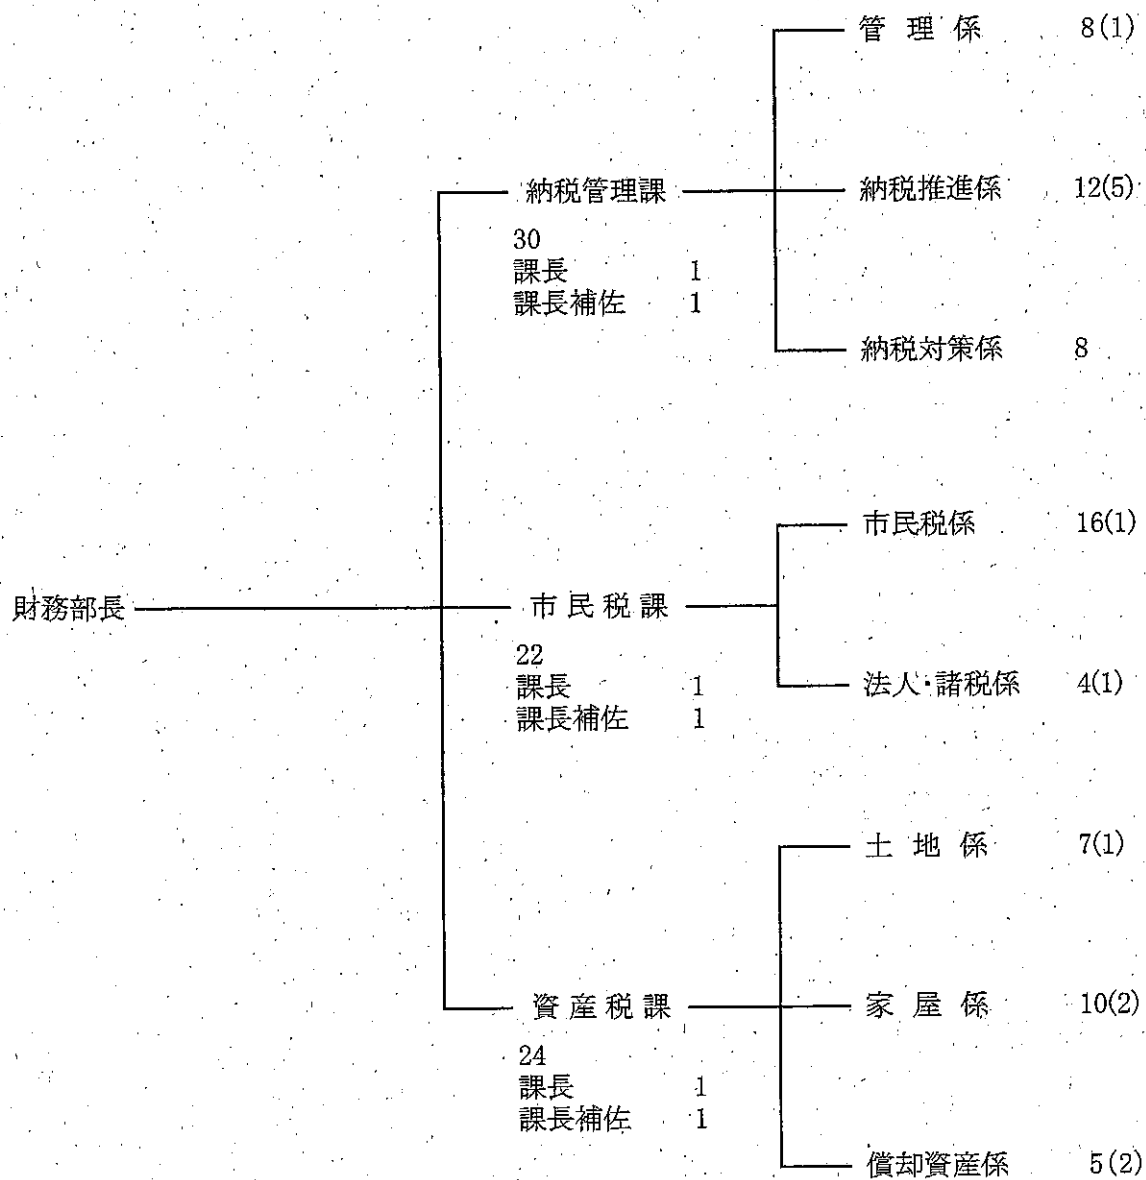 財務部長
納税管理課
30
課長 1
課長補佐 1
管理係 8(1)
納税推進係 12(5)
納税対策係 8
市民税課
22
課長 1
課長補佐 1
市民税係 16(1)
法人・諸税係 4(1)
資産税課
24
課長 1
課長補佐 1
土地係 7(1)
家屋係 10(2)
償却資産係 5(2)